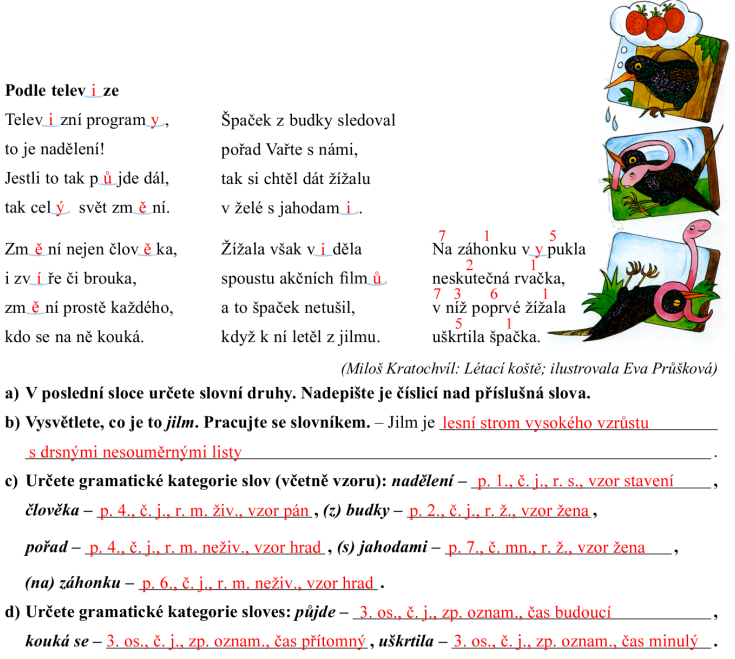 Podle televize
Televizní programy,
to je nadělení!
Jestli to tak půjde dál,
tak celý svět změní.
Změní nejen člověka,
i zvíře či brouka,
změní prostě každého,
kdo se na ně kouká.
Špaček z budky sledoval
pořad Vařte s námi,
tak si chtěl dát žížalu
v želé s jahodami.
Žížala však viděla
spoustu akčních filmů
a to špaček netušil,
když k ní letěl z jilmu.
7 1 5
Na záhonku vypukla
2 1
neskutečná rvačka,
7 3 6 1
v níž poprvé žížala
5 1
uškrtila špačka.
(Miloš Kratochvíl: Létací koště; ilustrovala Eva Průšková)
a) V poslední sloce určete slovní druhy. Nadepište je číslicí nad příslušná slova.
b) Vysvětlete, co je to jilm. Pracujte se slovníkem. – Jilm je lesní strom vysokého vzrůstu
s drsnými nesouměrnými listy.
c) Určete gramatické kategorie slov (včetně vzoru): nadělení – p. 1., č. j., r. s., vzor stavení,
člověka – p. 4., č. j., r. m. živ., vzor pán, (z) budky – p. 2., č. j., r. ž., vzor žena,
pořad – p. 4., č. j., r. m. neživ., vzor hrad, (s) jahodami – p. 7., č. mn., r. ž., vzor žena,
(na) záhonku – p. 6., č. j., r. m. neživ., vzor hrad.
d) Určete gramatické kategorie sloves: půjde – 3. os., č. j., zp. oznam., čas budoucí,
kouká se – 3. os., č. j., zp. oznam., čas přítomný, uškrtila – 3. os., č. j., zp. oznam., čas minulý.